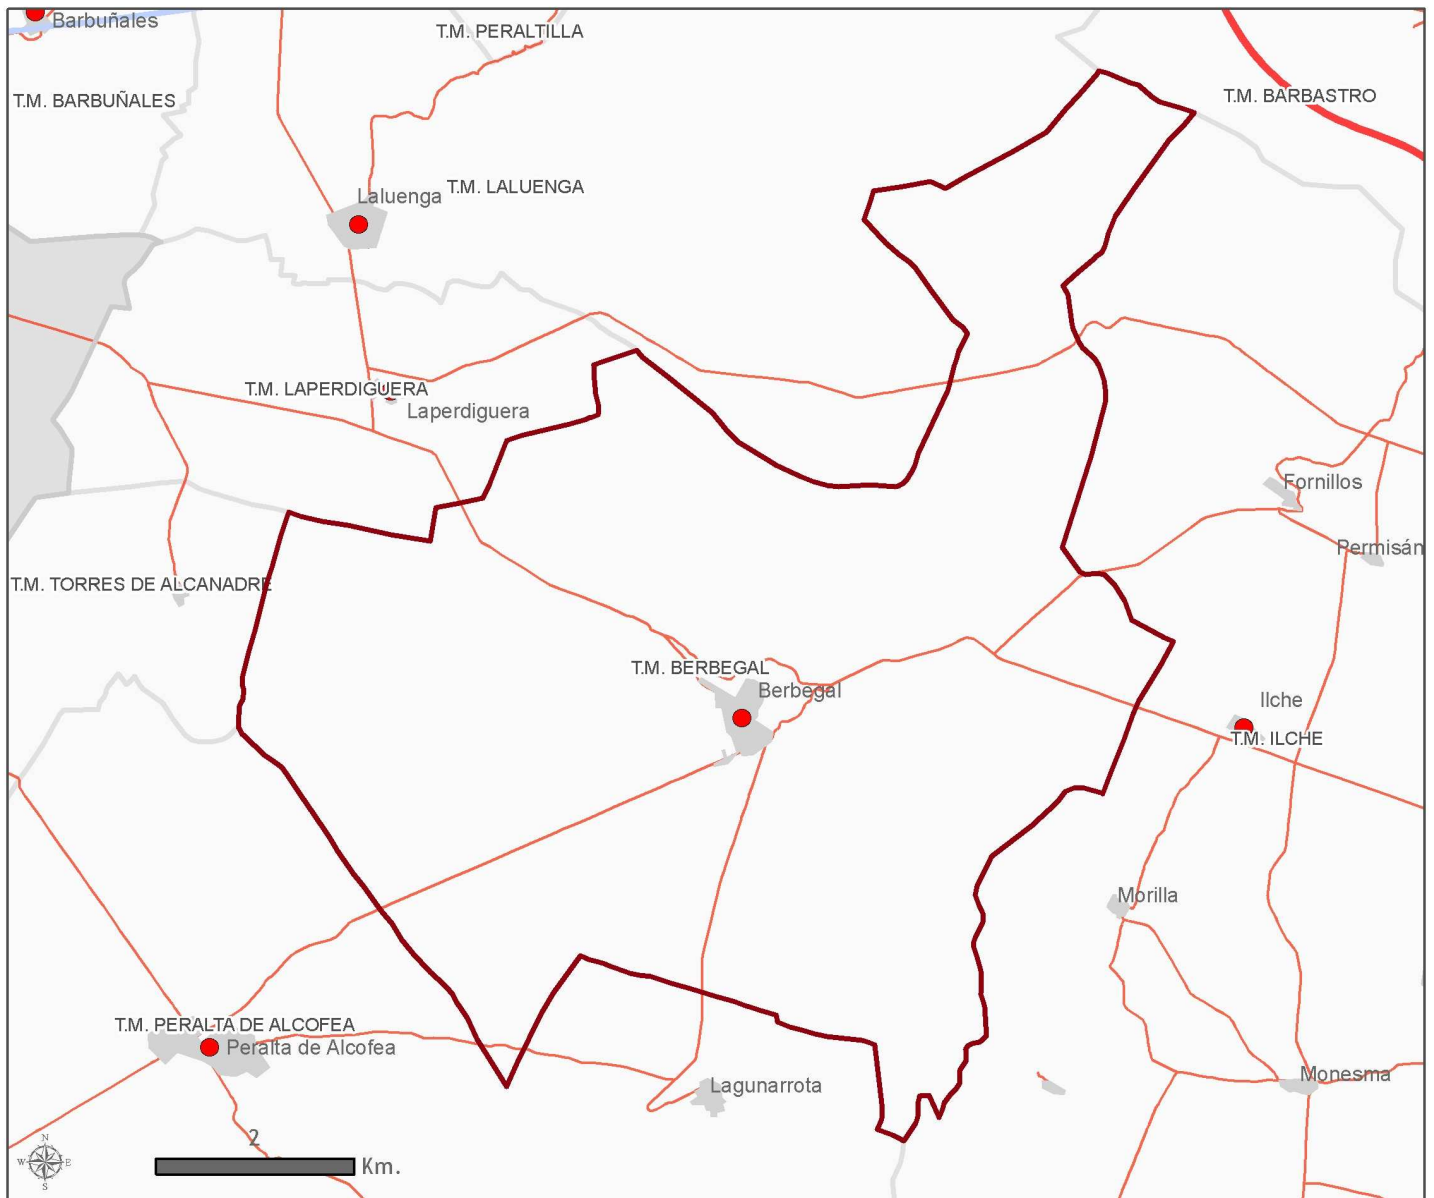 Barbuñales
T.M. PERALTILLA
T.M. BARBUÑALES
T.M. BARBASTRO
T.M. LALUENGA
Laluenga
T.M. LAPERDIGUERA
Laperdiguera
Fornillos
Permisán
T.M. TORRES DE ALCANADRE
T.M. BERBEGAL
Berbegal
Ilche
T.M. ILCHE
Morilla
T.M. PERALTA DE ALCOFEA
Peralta de Alcofea
Monesma
Lagunarrota
N
W E
S
2
Km.